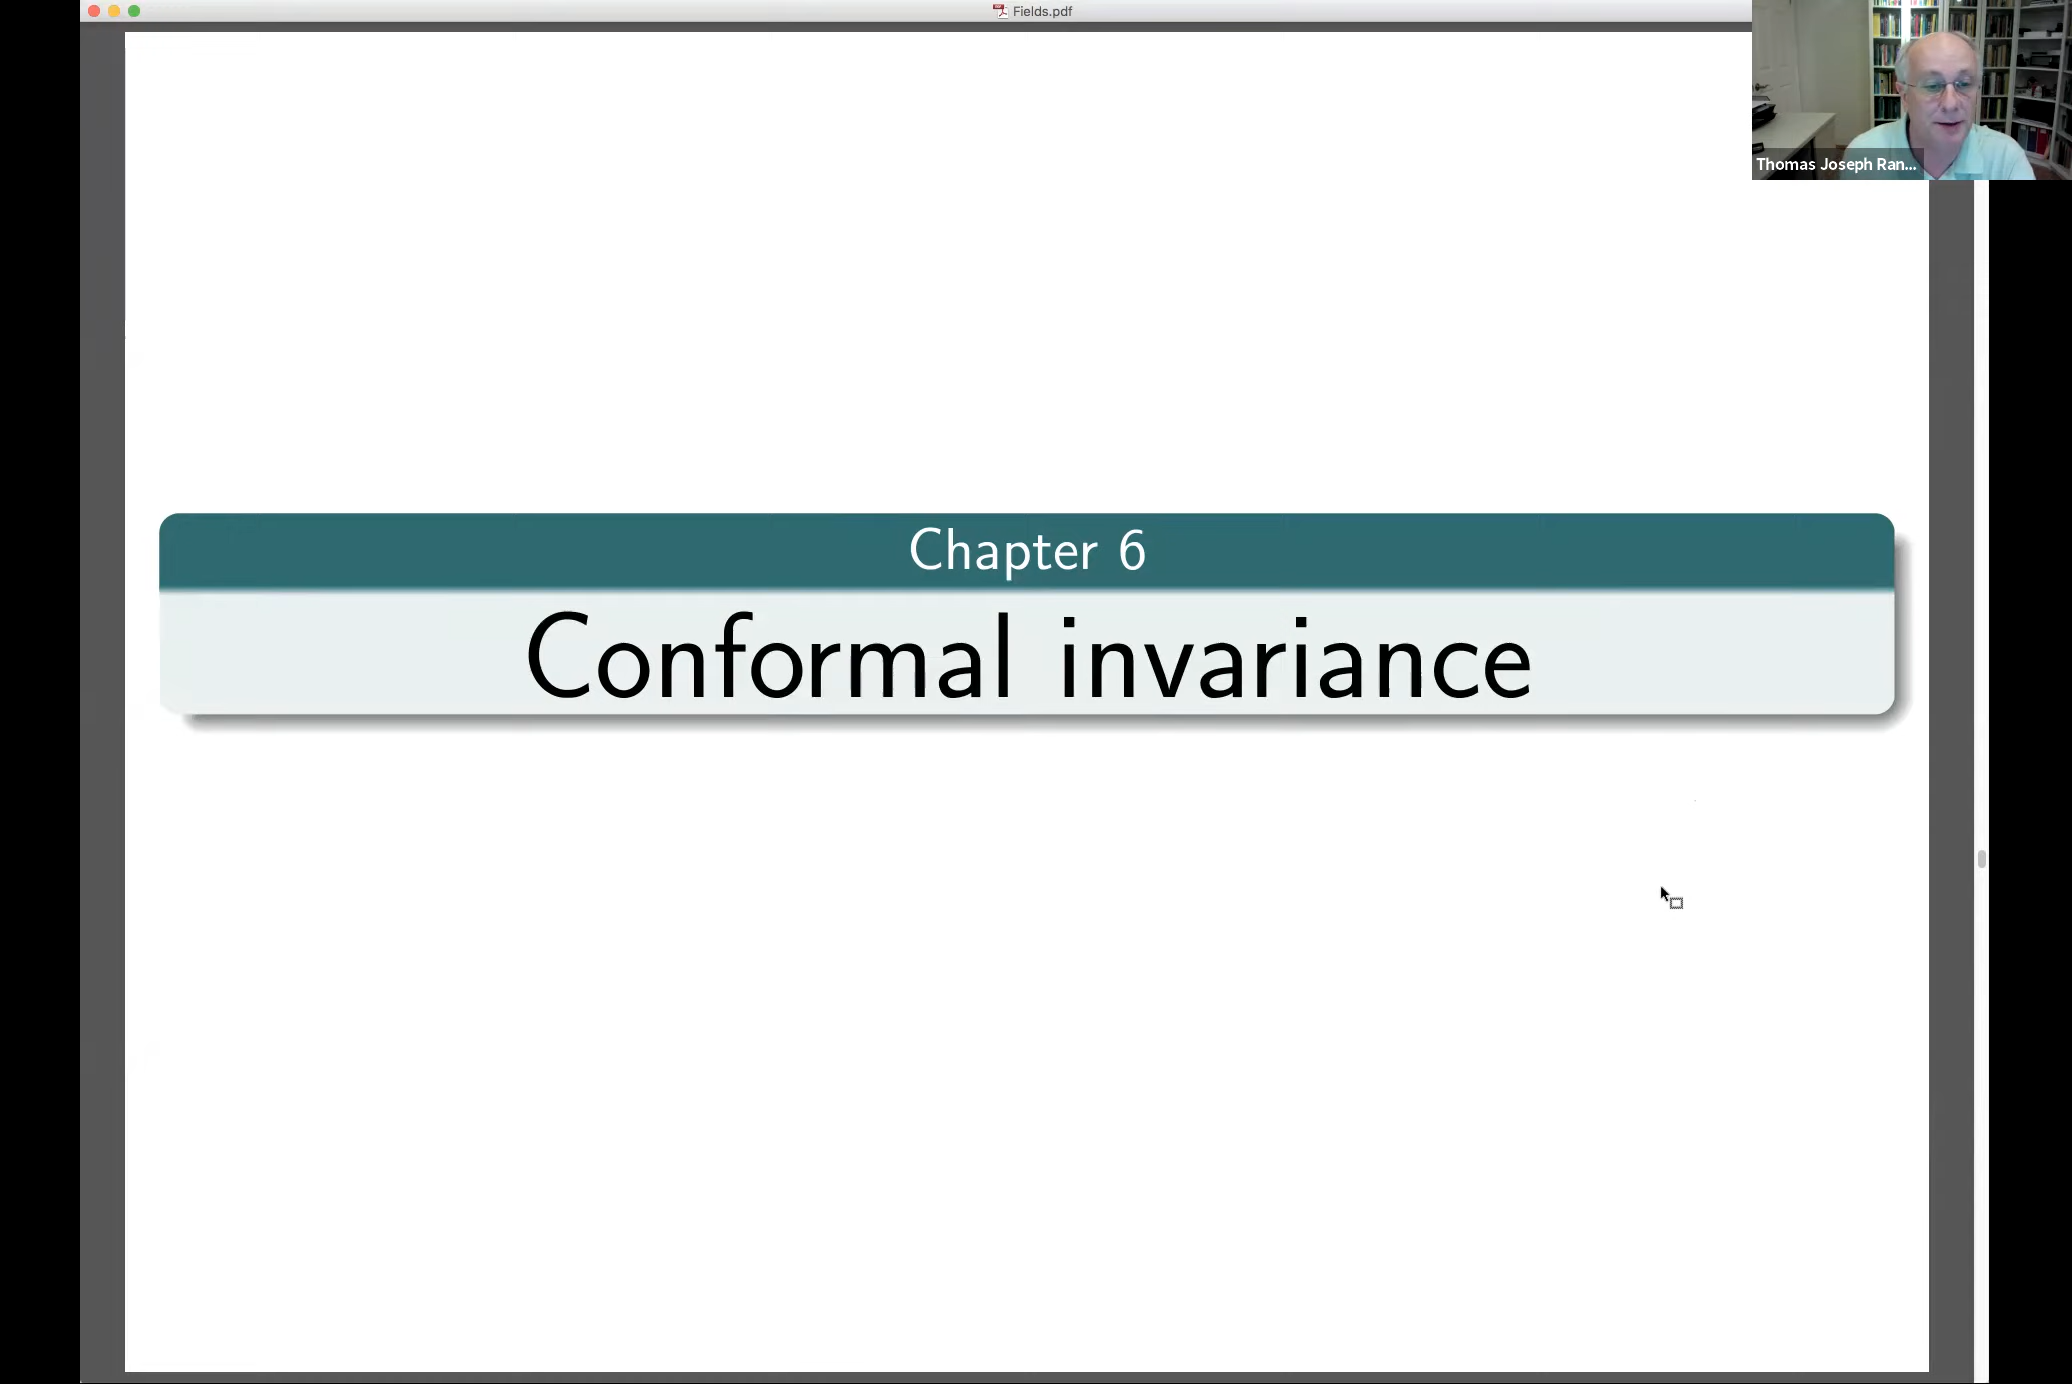 Fields.pdf
Thomas Joseph Ran...
Chapter 6
Conformal invariance